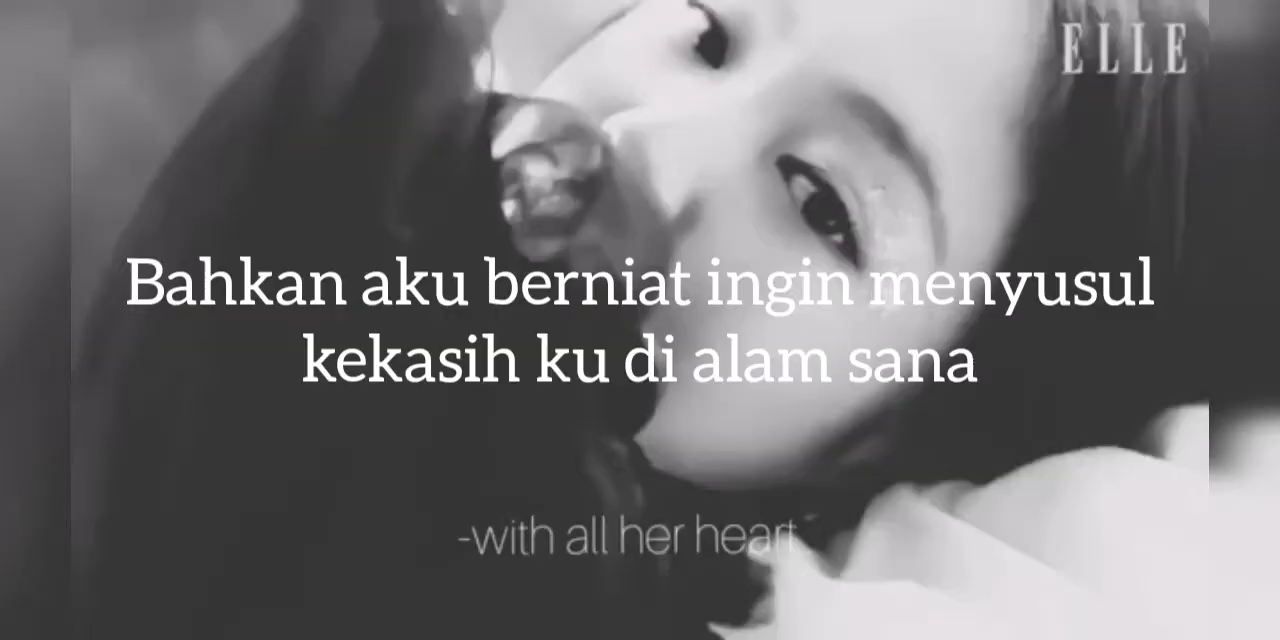 ELLE
Bahkan aku berniat ingin menyusul
kekasih ku di alam sana
-with all her heart